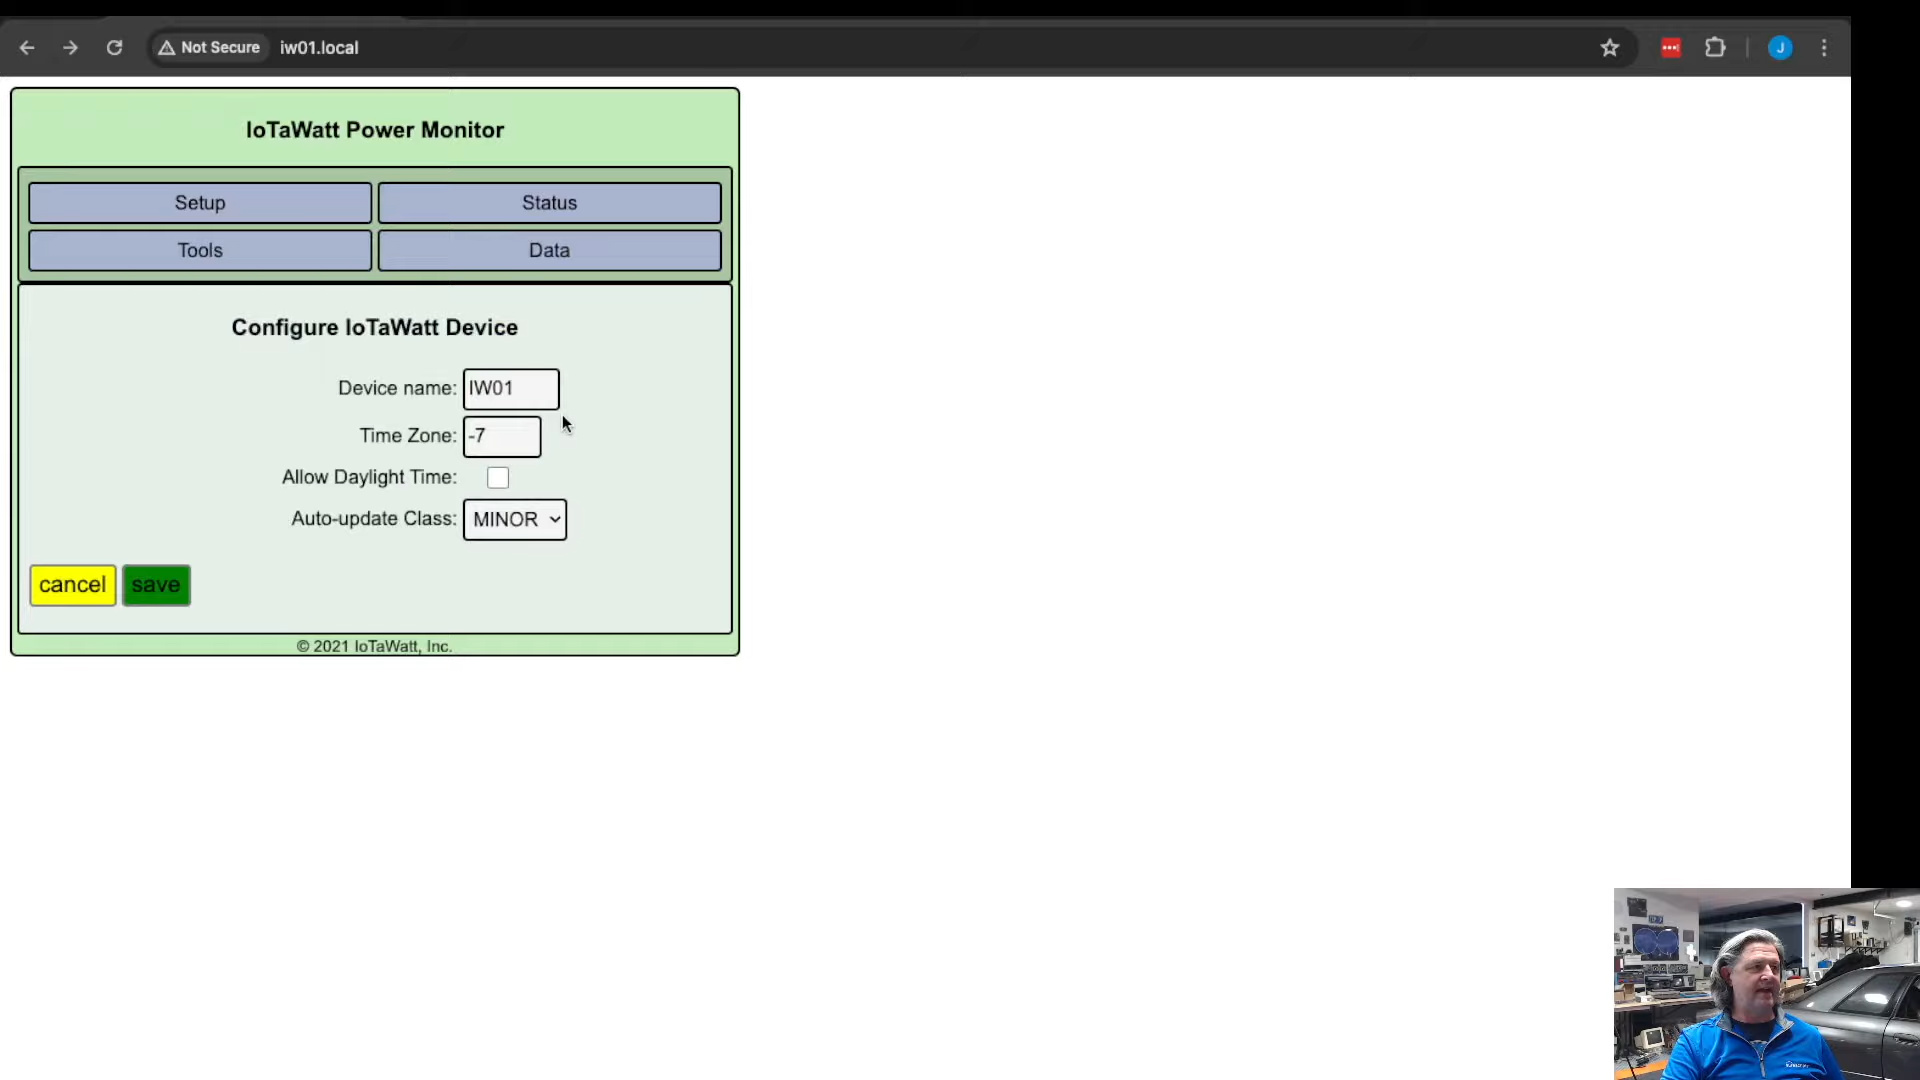 Not Secure iw01.local
J
IoTaWatt Power Monitor
Setup Status
Tools Data
Configure IoTaWatt Device
Device name: IW01
Time Zone: -7
Allow Daylight Time:
Auto-update Class: MINOR
cancel save
© 2021 IoTaWatt, Inc.